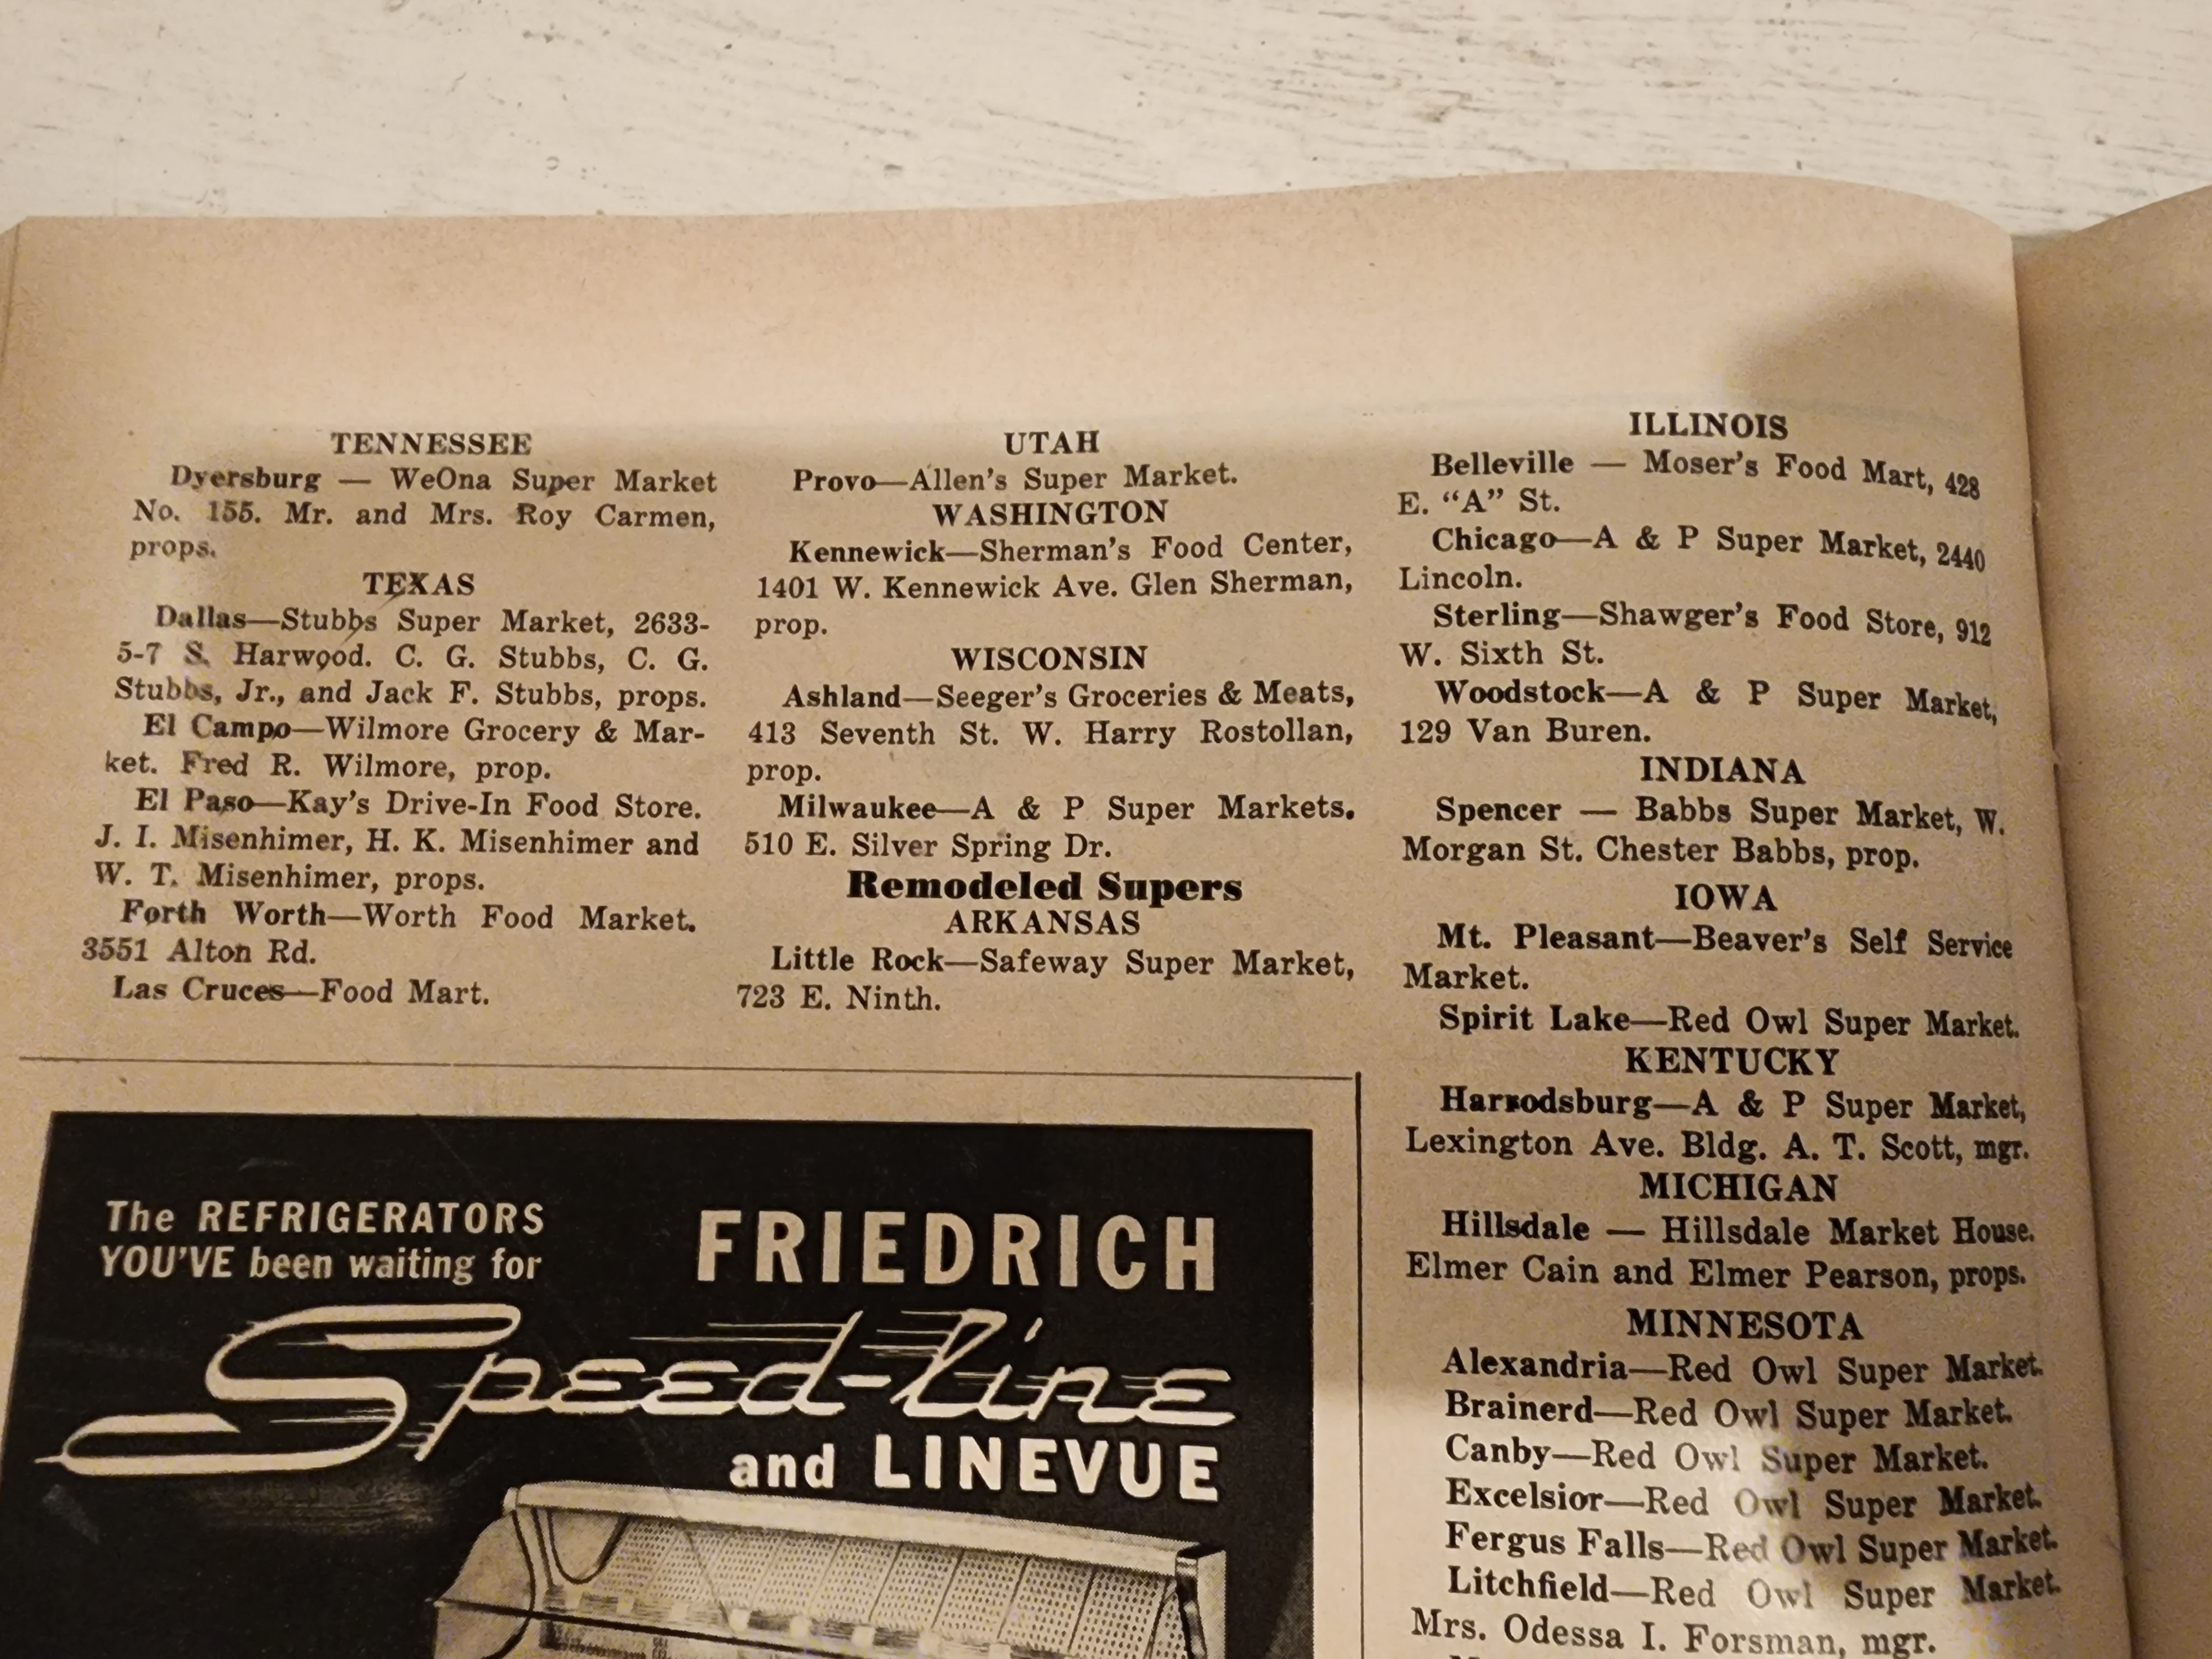 TENNESSEE
Dyersburg — WeOna Super Market
No. 155. Mr. and Mrs. Roy Carmen,
props.
TEXAS
Dallas—Stubbs Super Market, 2633-
5-7 S. Harwood. C. G. Stubbs, C. G.
Stubbs, Jr., and Jack F. Stubbs, props.
El Campo—Wilmore Grocery & Mar-
ket. Fred R. Wilmore, prop.
El Paso—Kay's Drive-In Food Store.
J. I. Misenhimer, H. K. Misenhimer and
W. T. Misenhimer, props.
Forth Worth—Worth Food Market.
3551 Alton Rd.
Las Cruces—Food Mart.
UTAH
Provo—Allen's Super Market.
WASHINGTON
Kennewick—Sherman's Food Center,
1401 W. Kennewick Ave. Glen Sherman,
prop.
WISCONSIN
Ashland—Seeger's Groceries & Meats,
413 Seventh St. W. Harry Rostollan,
prop.
Milwaukee—A & P Super Markets.
510 E. Silver Spring Dr.
Remodeled Supers
ARKANSAS
Little Rock—Safeway Super Market,
723 E. Ninth.
ILLINOIS
Belleville — Moser's Food Mart, 428
E. "A" St.
Chicago—A & P Super Market, 2440
Lincoln.
Sterling—Shawger's Food Store, 912
W. Sixth St.
Woodstock—A & P Super Market,
129 Van Buren.
INDIANA
Spencer — Babbs Super Market, W.
Morgan St. Chester Babbs, prop.
IOWA
Mt. Pleasant—Beaver's Self Service
Market.
Spirit Lake—Red Owl Super Market.
KENTUCKY
Harrodsburg—A & P Super Market,
Lexington Ave. Bldg. A. T. Scott, mgr.
MICHIGAN
Hillsdale — Hillsdale Market House.
Elmer Cain and Elmer Pearson, props.
MINNESOTA
Alexandria—Red Owl Super Market.
Brainerd—Red Owl Super Market.
Canby—Red Owl Super Market.
Excelsior—Red Owl Super Market.
Fergus Falls—Red Owl Super Market.
Litchfield—Red Owl Super Market.
Mrs. Odessa I. Forsman, mgr.
The REFRIGERATORS
YOU'VE been waiting for
FRIEDRICH
Speed-line
and LINEVUE